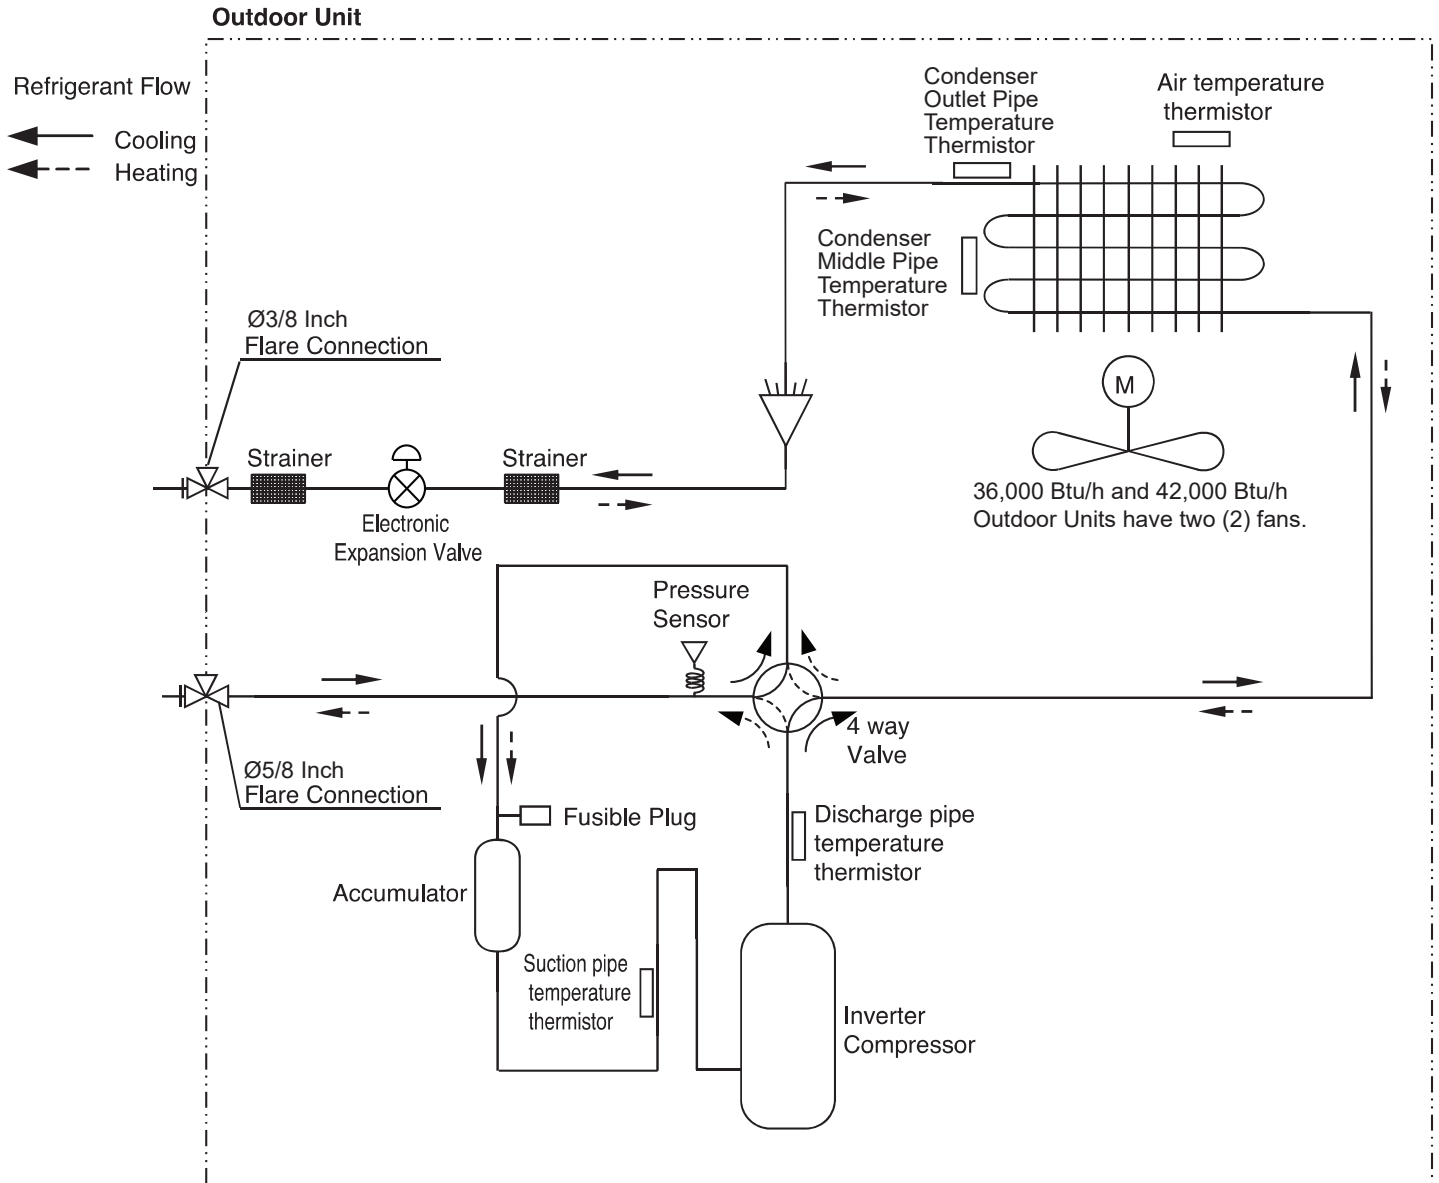 Outdoor Unit
Refrigerant Flow
Cooling
Heating
Condenser
Outlet Pipe
Temperature
Thermistor
Air temperature
thermistor
Condenser
Middle Pipe
Temperature
Thermistor
Ø3/8 Inch
Flare Connection
M
Strainer
Strainer
Electronic
Expansion Valve
36,000 Btu/h and 42,000 Btu/h
Outdoor Units have two (2) fans.
Pressure
Sensor
4 way
Valve
Ø5/8 Inch
Flare Connection
Fusible Plug
Discharge pipe
temperature
thermistor
Accumulator
Suction pipe
temperature
thermistor
Inverter
Compressor